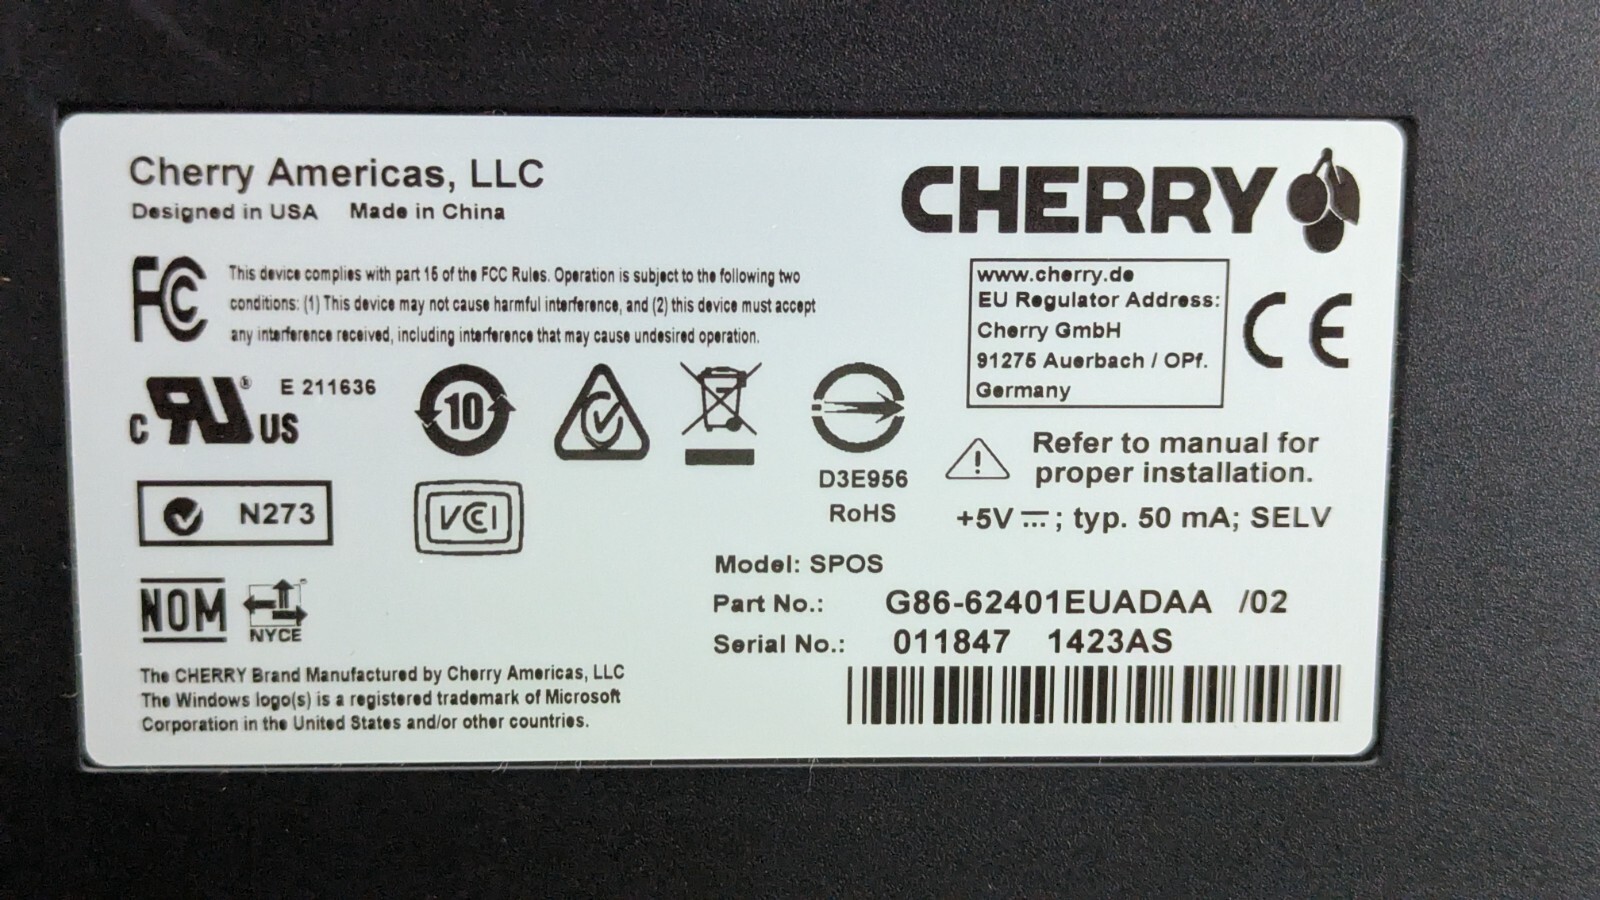 Cherry Americas, LLC
Designed in USA Made in China
CHERRY
FC
This device complies with part 15 of the FCC Rules. Operation is subject to the following two
conditions: (1) This device may not cause harmful interference, and (2) this device must accept
any interference received, including interference that may cause undesired operation.
www.cherry.de
EU Regulator Address:
Cherry GmbH
91275 Auerbach / OPf.
Germany
CE
c RU ® US E 211636
10
D3E956
RoHS
Refer to manual for
proper installation.
+5V ⎓; typ. 50 mA; SELV
N273
VCCI
NOM
NYCE
Model: SPOS
Part No.: G86-62401EUADAA /02
Serial No.: 011847 1423AS
The CHERRY Brand Manufactured by Cherry Americas, LLC
The Windows logo(s) is a registered trademark of Microsoft
Corporation in the United States and/or other countries.